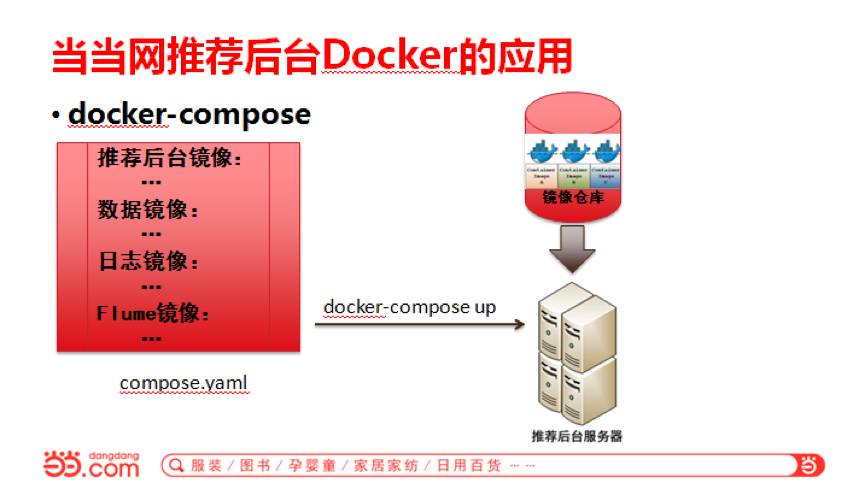 当当网推荐后台Docker的应用
• docker-compose
推荐后台镜像：
…
数据镜像：
…
日志镜像：
…
Flume镜像：
…
compose.yaml
docker-compose up
Container Image A
Container Image B
Container Image C
镜像仓库
推荐后台服务器
当当 dangdang.com
服装 / 图书 / 孕婴童 / 家居家纺 / 日用百货 … …